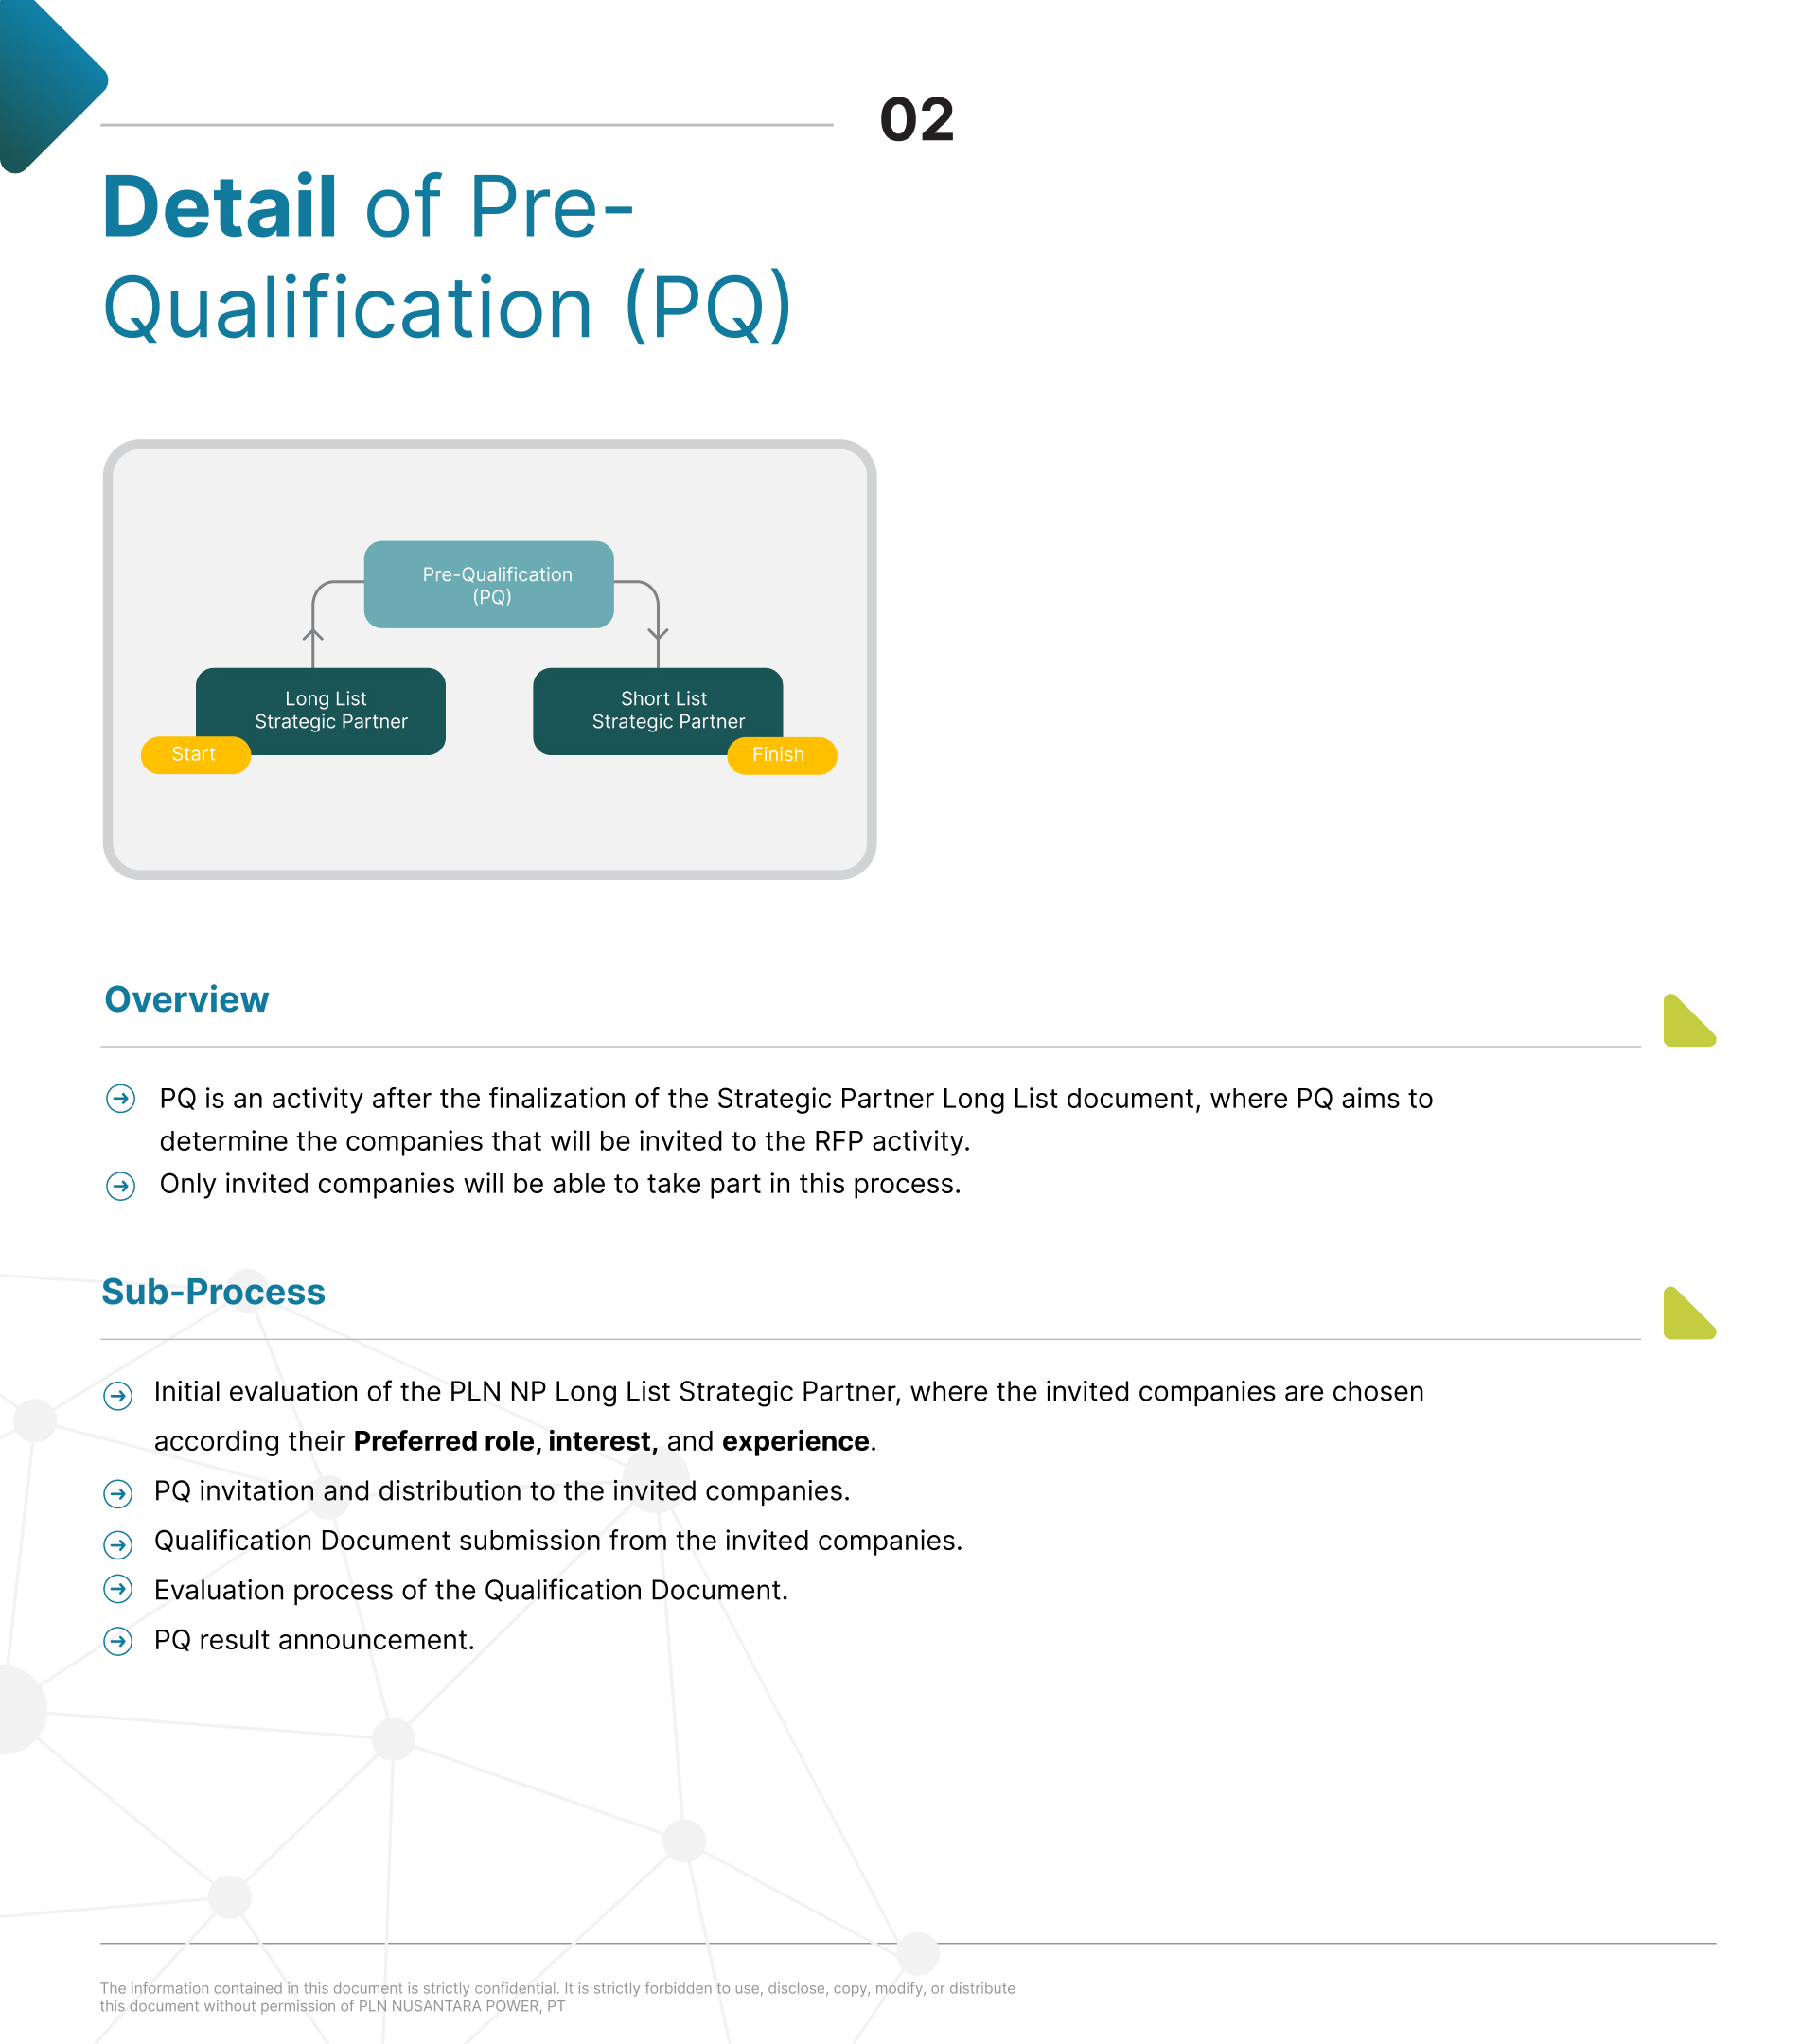 02
Detail of Pre-
Qualification (PQ)
Pre-Qualification
(PQ)
Long List
Strategic Partner
Short List
Strategic Partner
Start
Finish
Overview
PQ is an activity after the finalization of the Strategic Partner Long List document, where PQ aims to
determine the companies that will be invited to the RFP activity.
Only invited companies will be able to take part in this process.
Sub-Process
Initial evaluation of the PLN NP Long List Strategic Partner, where the invited companies are chosen
according their Preferred role, interest, and experience.
PQ invitation and distribution to the invited companies.
Qualification Document submission from the invited companies.
Evaluation process of the Qualification Document.
PQ result announcement.
The information contained in this document is strictly confidential. It is strictly forbidden to use, disclose, copy, modify, or distribute
this document without permission of PLN NUSANTARA POWER, PT